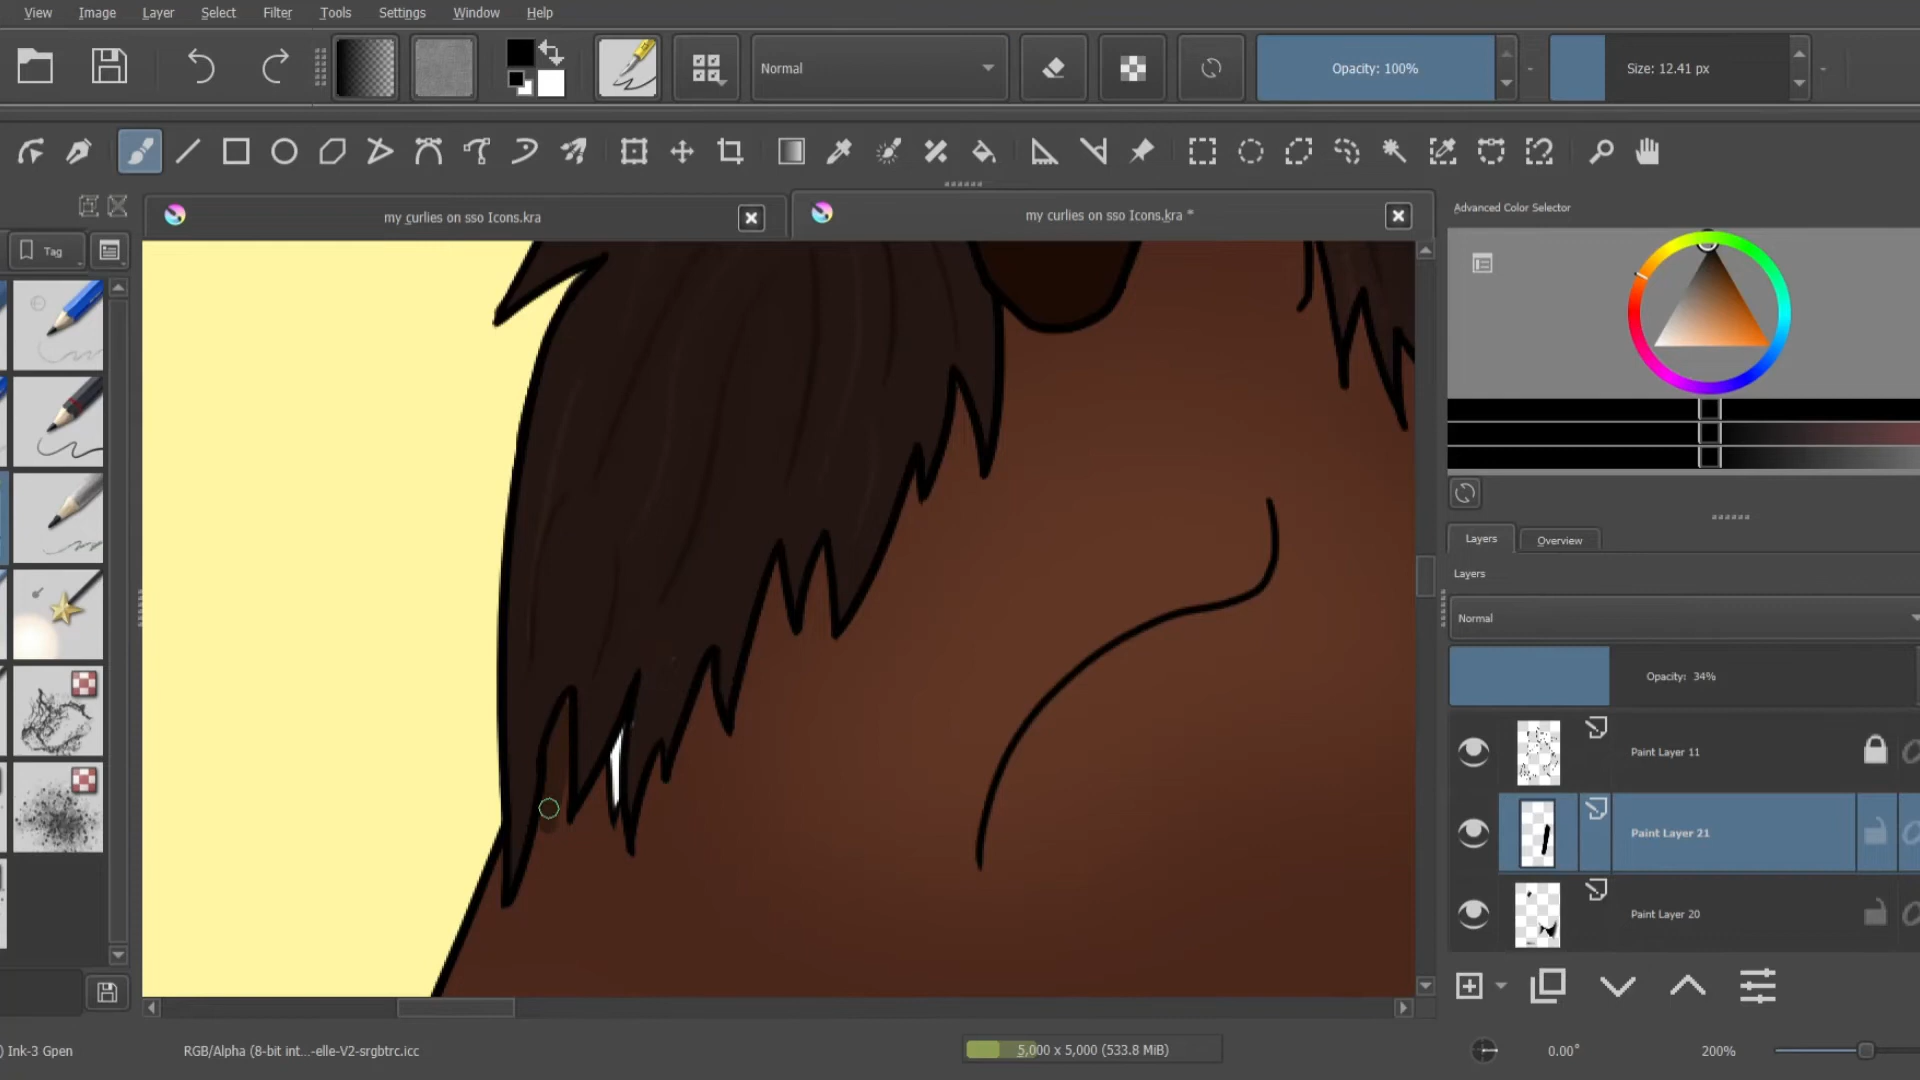 View Image Layer Select Filter Tools Settings Window Help
Normal
Opacity: 100%
Size: 12.41 px
my curlies on sso Icons.kra
my curlies on sso Icons.kra *
Advanced Color Selector
Tag
Layers
Overview
Layers
Normal
Opacity: 34%
Paint Layer 11
Paint Layer 21
Paint Layer 20
) Ink-3 Gpen
RGB/Alpha (8-bit int...-elle-V2-srgbtrc.icc
5,000 x 5,000 (533.8 MiB)
0.00°
200%